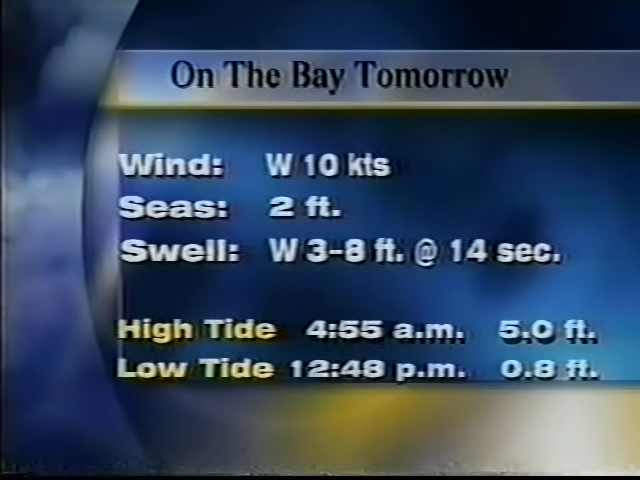 On The Bay Tomorrow
Wind: W 10 kts
Seas: 2 ft.
Swell: W 3-8 ft. @ 14 sec.
High Tide 4:55 a.m. 5.0 ft.
Low Tide 12:48 p.m. 0.8 ft.